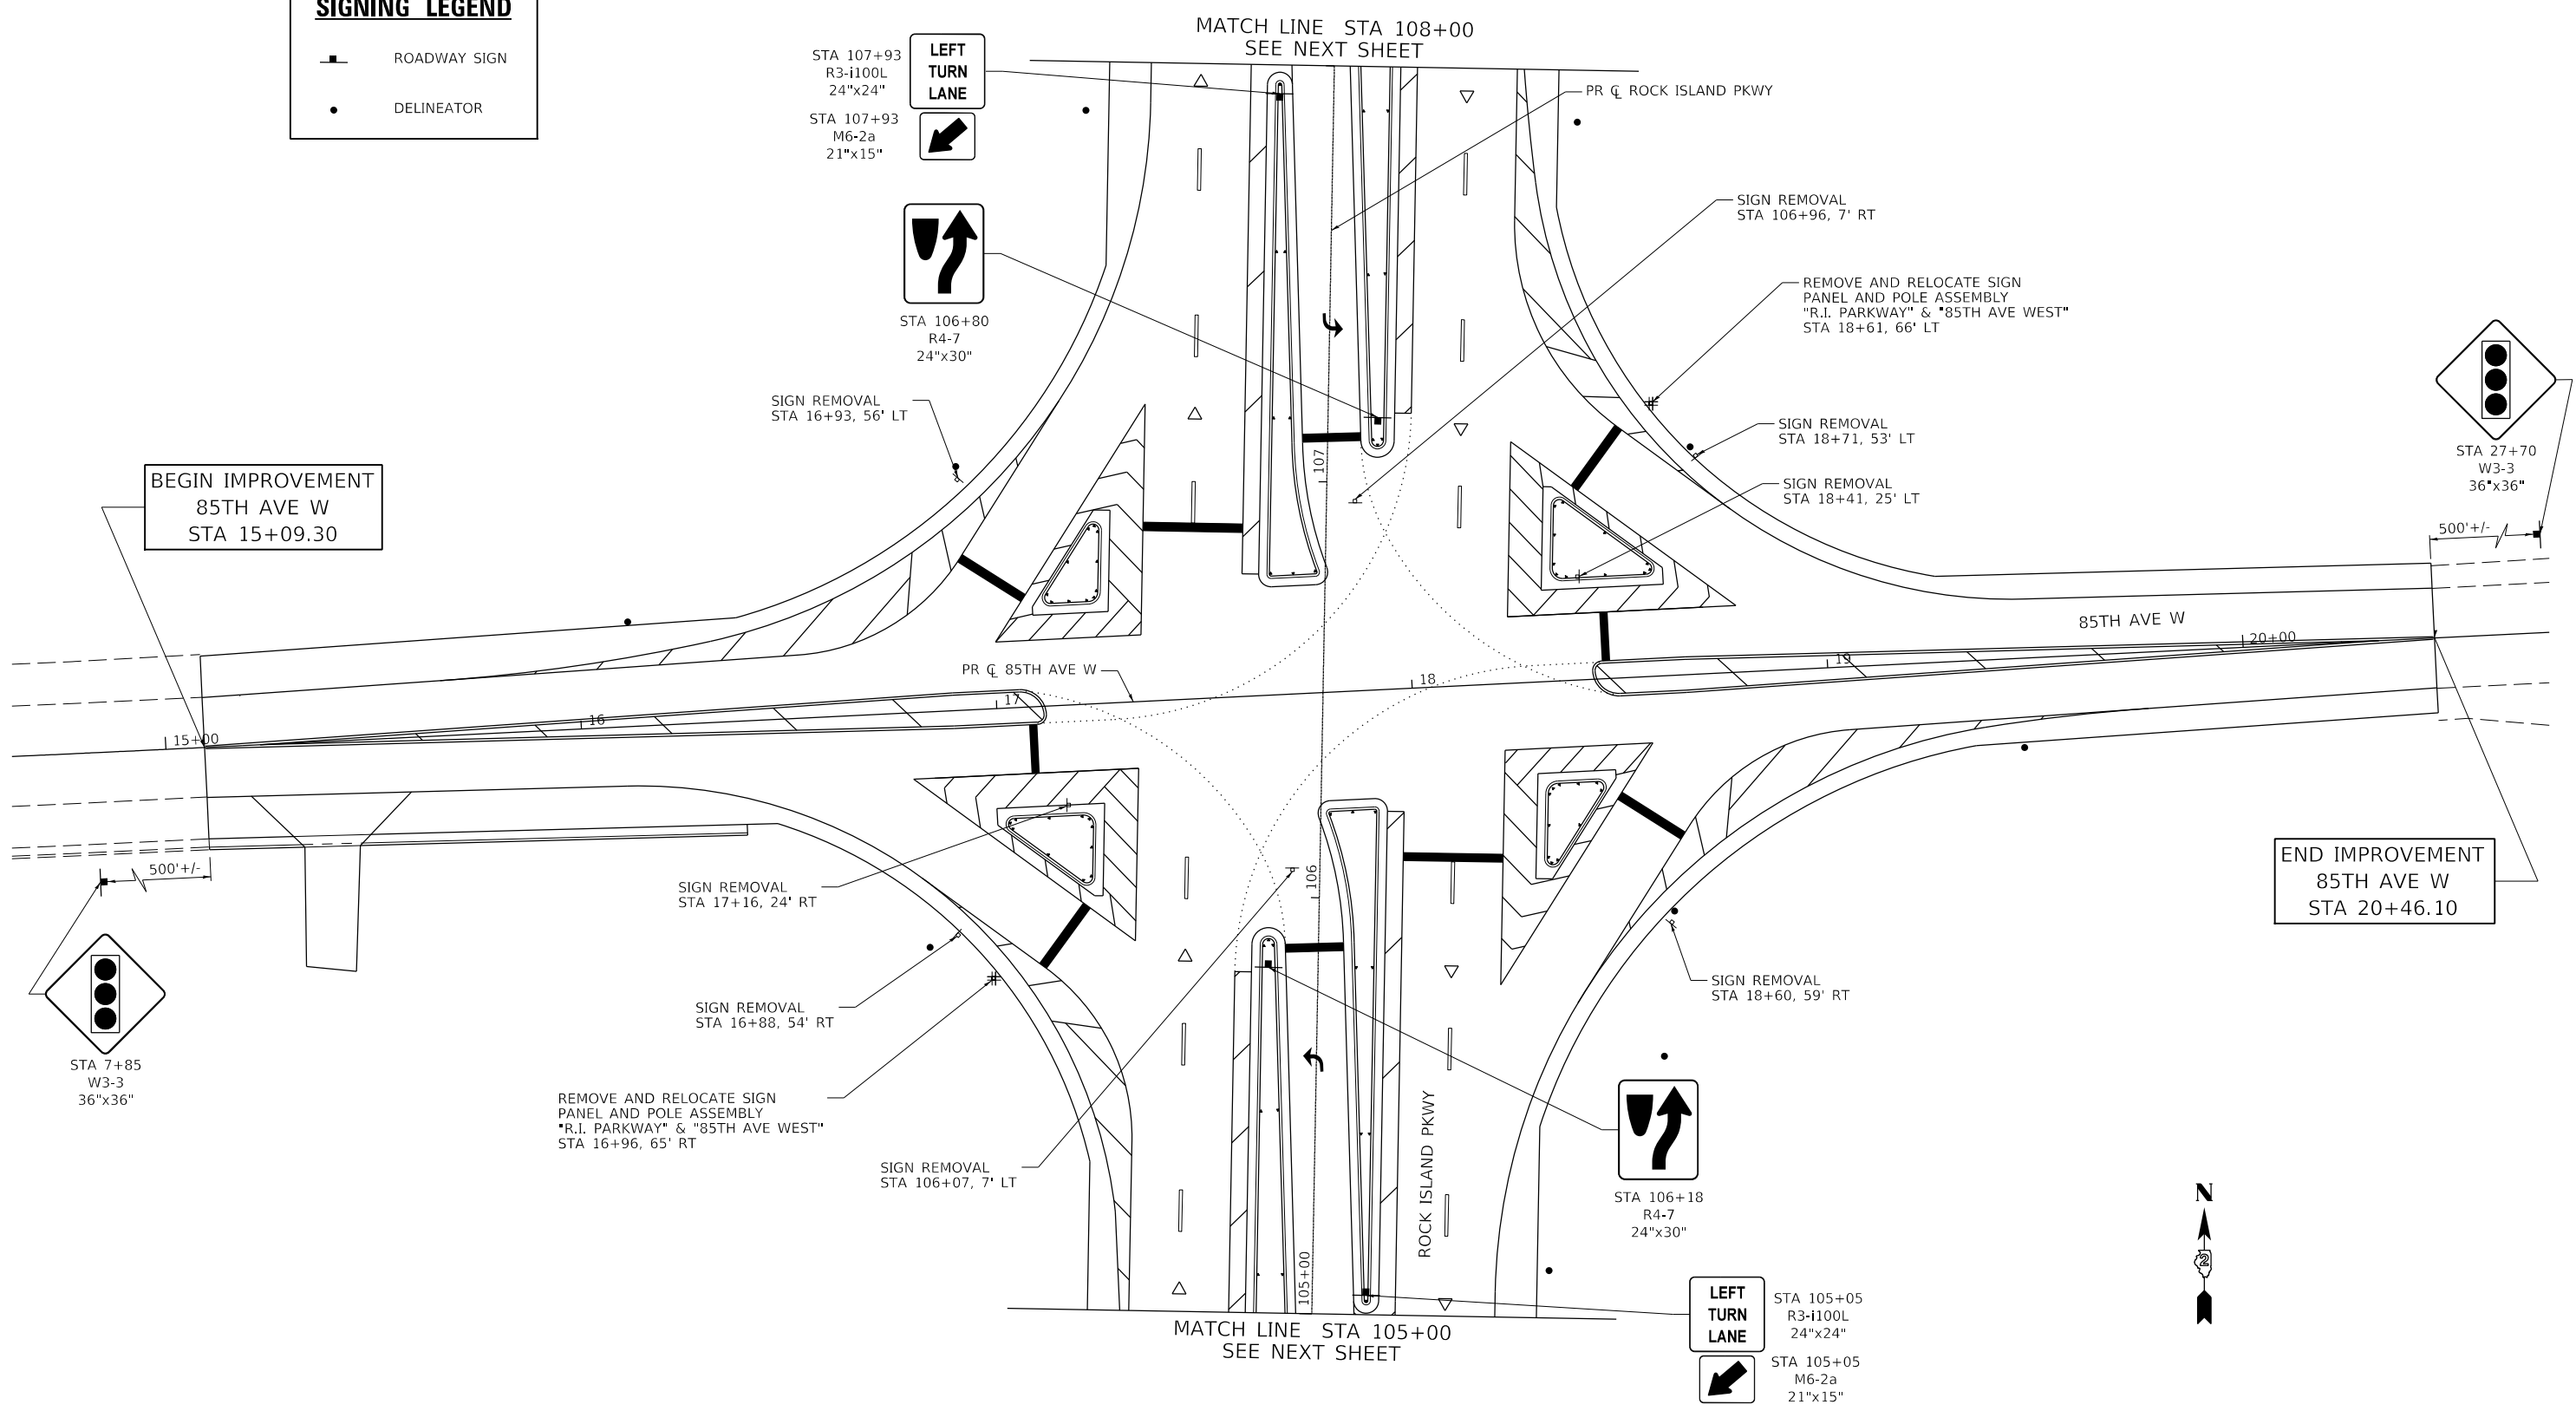 SIGNING LEGEND
ROADWAY SIGN
DELINEATOR
MATCH LINE STA 108+00
SEE NEXT SHEET
STA 107+93
R3-i100L
24"x24"
LEFT
TURN
LANE
STA 107+93
M6-2a
21"x15"
PR ℄ ROCK ISLAND PKWY
STA 106+80
R4-7
24"x30"
SIGN REMOVAL
STA 106+96, 7' RT
REMOVE AND RELOCATE SIGN
PANEL AND POLE ASSEMBLY
"R.I. PARKWAY" & "85TH AVE WEST"
STA 18+61, 66' LT
SIGN REMOVAL
STA 16+93, 56' LT
SIGN REMOVAL
STA 18+71, 53' LT
SIGN REMOVAL
STA 18+41, 25' LT
STA 27+70
W3-3
36"x36"
500'+/-
BEGIN IMPROVEMENT
85TH AVE W
STA 15+09.30
107
85TH AVE W
20+00
19
PR ℄ 85TH AVE W
18
17
16
15+00
500'+/-
106
SIGN REMOVAL
STA 17+16, 24' RT
END IMPROVEMENT
85TH AVE W
STA 20+46.10
SIGN REMOVAL
STA 16+88, 54' RT
SIGN REMOVAL
STA 18+60, 59' RT
STA 7+85
W3-3
36"x36"
REMOVE AND RELOCATE SIGN
PANEL AND POLE ASSEMBLY
"R.I. PARKWAY" & "85TH AVE WEST"
STA 16+96, 65' RT
SIGN REMOVAL
STA 106+07, 7' LT
ROCK ISLAND PKWY
STA 106+18
R4-7
24"x30"
N
2
105+00
LEFT
TURN
LANE
STA 105+05
R3-i100L
24"x24"
STA 105+05
M6-2a
21"x15"
MATCH LINE STA 105+00
SEE NEXT SHEET